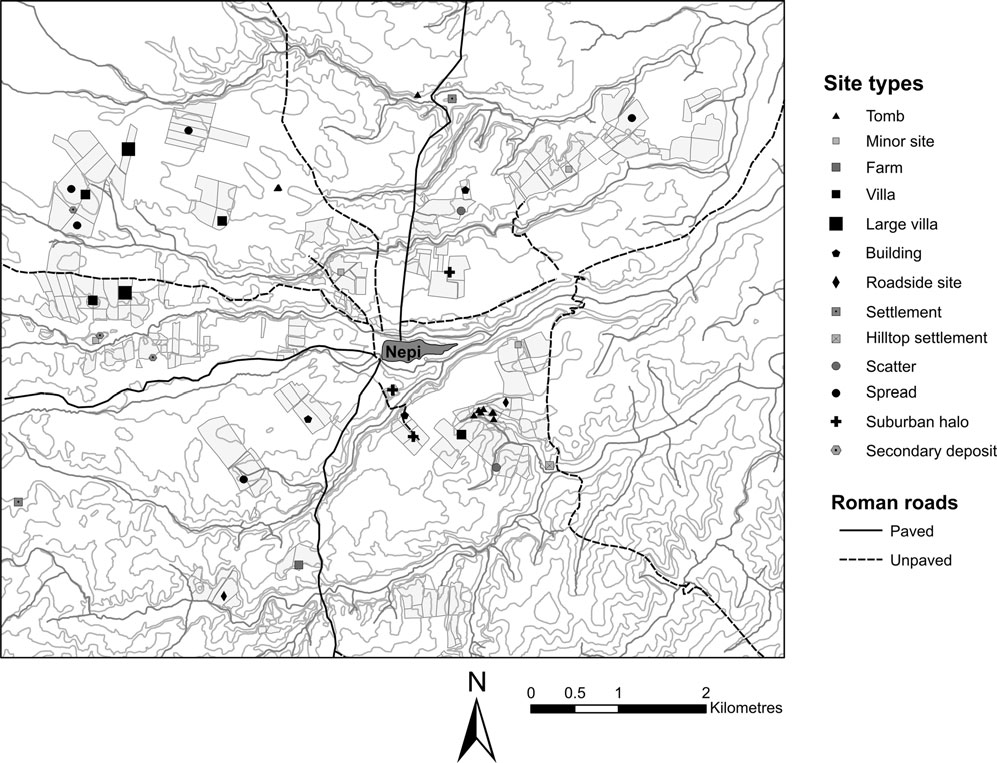 Nepi
Site types
Tomb
Minor site
Farm
Villa
Large villa
Building
Roadside site
Settlement
Hilltop settlement
Scatter
Spread
Suburban halo
Secondary deposit
Roman roads
Paved
Unpaved
N
0 0.5 1 2
Kilometres